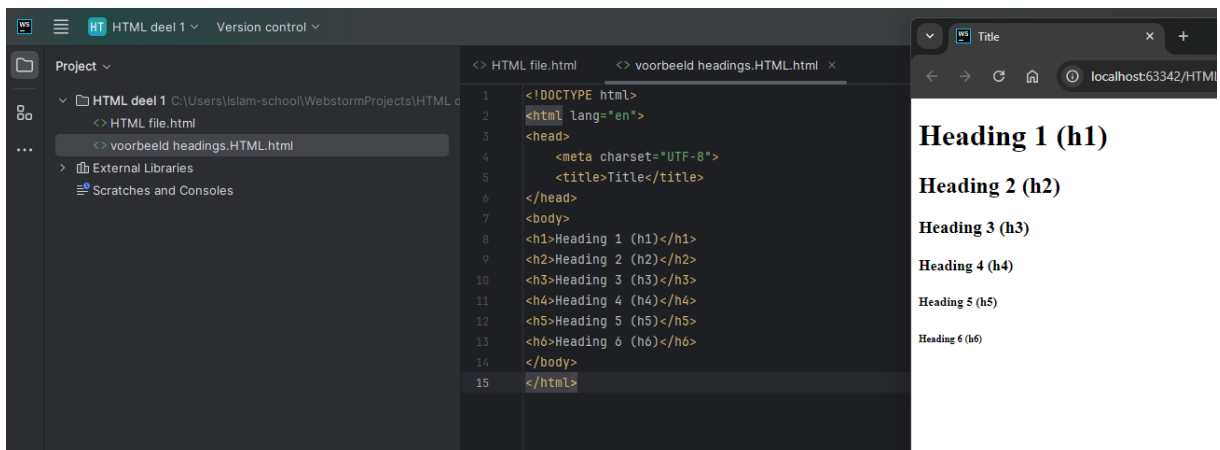 WS
HT HTML deel 1 Version control
Project
HTML deel 1 C:\Users\Islam-school\WebstormProjects\HTML
HTML file.html
voorbeeld headings.HTML.html
External Libraries
Scratches and Consoles
HTML file.html voorbeeld headings.HTML.html
1 <!DOCTYPE html>
2 <html lang="en">
3 <head>
4 <meta charset="UTF-8">
5 <title>Title</title>
6 </head>
7 <body>
8 <h1>Heading 1 (h1)</h1>
9 <h2>Heading 2 (h2)</h2>
10 <h3>Heading 3 (h3)</h3>
11 <h4>Heading 4 (h4)</h4>
12 <h5>Heading 5 (h5)</h5>
13 <h6>Heading 6 (h6)</h6>
14 </body>
15 </html>
WS Title
localhost:63342/HTML
Heading 1 (h1)
Heading 2 (h2)
Heading 3 (h3)
Heading 4 (h4)
Heading 5 (h5)
Heading 6 (h6)